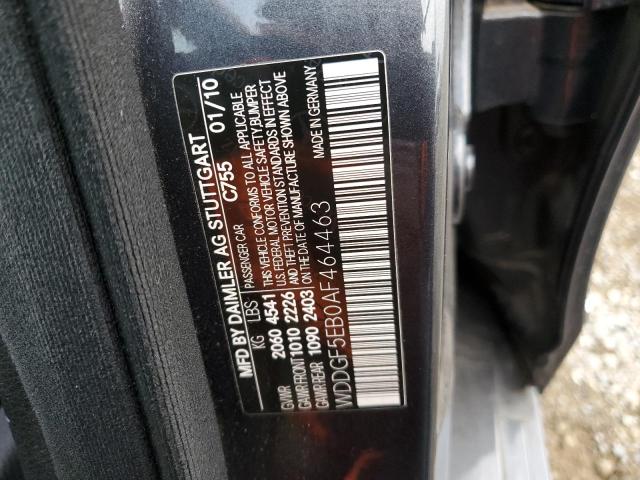 MFD BY DAIMLER AG STUTTGART 01/10
PASSENGER CAR C755
KG LBS
GVWR 2060 4541
GAWR FRONT 1010 2226
GAWR REAR 1090 2403
THIS VEHICLE CONFORMS TO ALL APPLICABLE
U.S. FEDERAL MOTOR VEHICLE SAFETY,BUMPER
AND THEFT PREVENTION STANDARDS IN EFFECT
ON THE DATE OF MANUFACTURE SHOWN ABOVE
WDDGF5EB0AF464463 MADE IN GERMANY